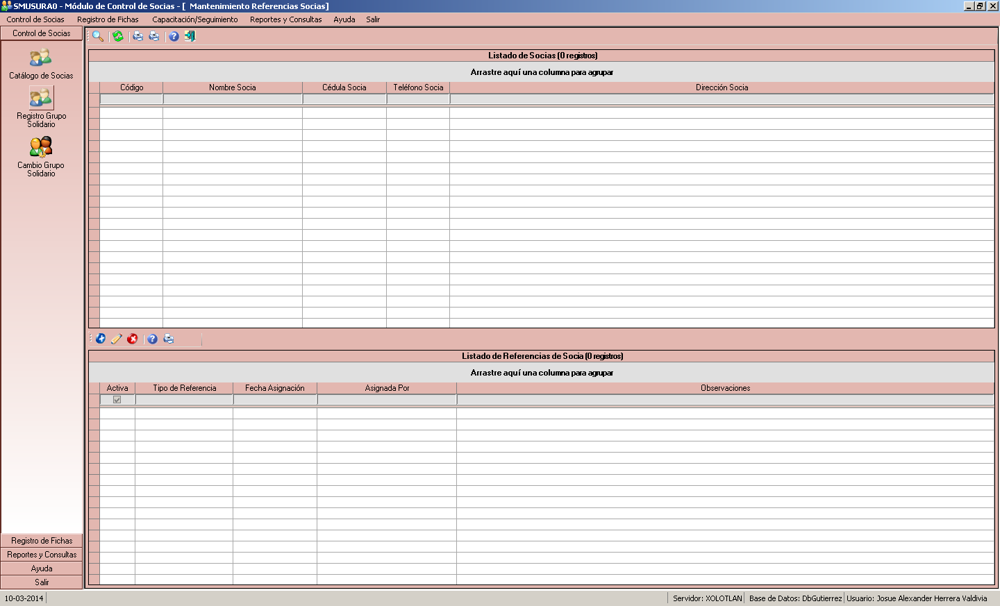 SMUSURA0 - Módulo de Control de Socias - [  Mantenimiento Referencias Socias]
Control de Socias   Registro de Fichas   Capacitación/Seguimiento   Reportes y Consultas   Ayuda   Salir
Control de Socias
Catálogo de Socias
Registro Grupo
Solidario
Cambio Grupo
Solidario
Listado de Socias (0 registros)
Arrastre aquí una columna para agrupar
Código   Nombre Socia   Cédula Socia   Teléfono Socia   Dirección Socia
Listado de Referencias de Socia (0 registros)
Arrastre aquí una columna para agrupar
Activa   Tipo de Referencia   Fecha Asignación   Asignada Por   Observaciones
Registro de Fichas
Reportes y Consultas
Ayuda
Salir
10-03-2014   Servidor: XOLOTLAN   Base de Datos: DbGutierrez   Usuario: Josue Alexander Herrera Valdivia